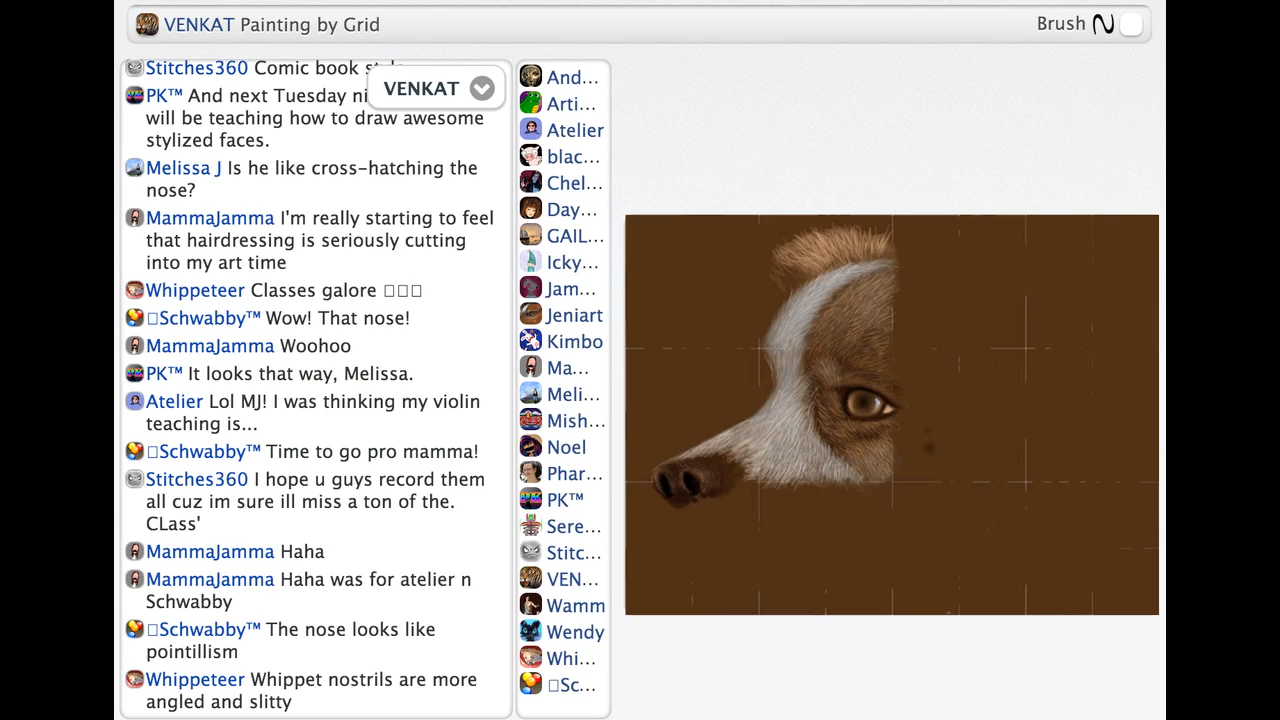 VENKAT Painting by Grid
Brush
Stitches360 Comic book
VENKAT
PK™ And next Tuesday
will be teaching how to draw awesome
stylized faces.
Melissa J Is he like cross-hatching the
nose?
MammaJamma I'm really starting to feel
that hairdressing is seriously cutting
into my art time
Whippeteer Classes galore
Schwabby™ Wow! That nose!
MammaJamma Woohoo
PK™ It looks that way, Melissa.
Atelier Lol MJ! I was thinking my violin
teaching is...
Schwabby™ Time to go pro mamma!
Stitches360 I hope u guys record them
all cuz im sure ill miss a ton of the.
CLass'
MammaJamma Haha
MammaJamma Haha was for atelier n
Schwabby
Schwabby™ The nose looks like
pointillism
Whippeteer Whippet nostrils are more
angled and slitty
And...
Arti...
Atelier
blac...
Chel...
Day...
GAIL...
Icky...
Jam...
Jeniart
Kimbo
Ma...
Meli...
Mish...
Noel
Phar...
PK™
Sere...
Stitc...
VEN...
Wamm
Wendy
Whi...
Sc...